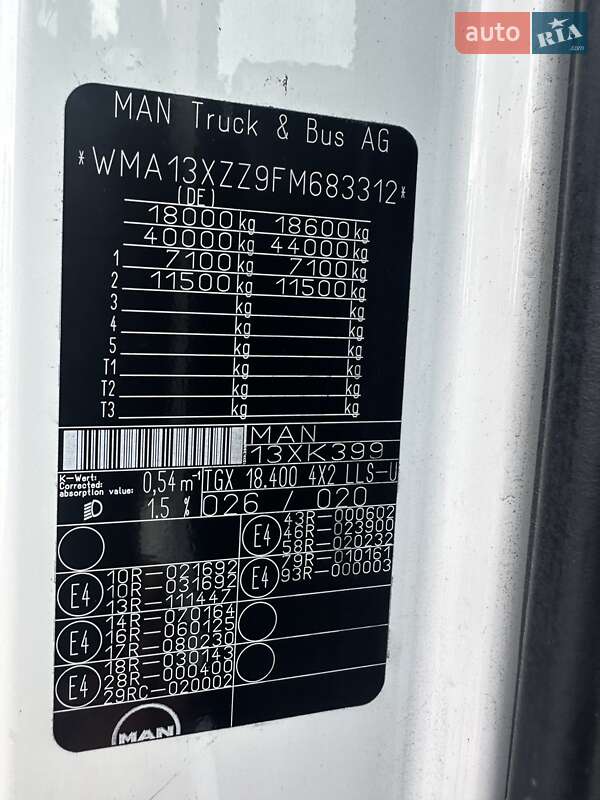 auto RIA.com
MAN Truck & Bus AG
*WMA13XZZ9FM683312*
(DE)
18000 kg 18600 kg
40000 kg 44000 kg
1 7100 kg 7100 kg
2 11500 kg 11500 kg
3 kg kg
4 kg kg
5 kg kg
T1 kg kg
T2 kg kg
T3 kg kg
MAN
13XK399
K-Wert:
Corrected absorption value: 0,54 m⁻¹ TGX 18.400 4X2 LLS-U
1.5 % 026 / 020
E4 43R-000602
46R-023900
58R-020232
E4 79R-010161
93R-000003
E4 10R-021692
10R-031692
13R-111447
E4 14R-070164
16R-060125
17R-080230
E4 18R-030143
28R-000400
29RC-020002
MAN